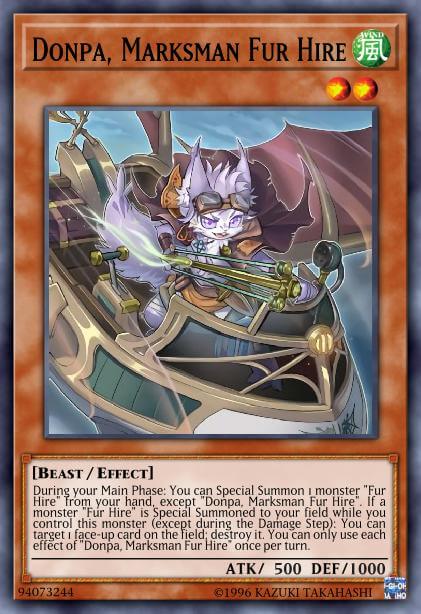 DONPA, MARKSMAN FUR HIRE
WIND
風
[BEAST / EFFECT]
During your Main Phase: You can Special Summon 1 monster "Fur
Hire" from your hand, except "Donpa, Marksman Fur Hire". If a
monster "Fur Hire" is Special Summoned to your field while you
control this monster (except during the Damage Step): You can
target 1 face-up card on the field; destroy it. You can only use each
effect of "Donpa, Marksman Fur Hire" once per turn.
ATK/ 500 DEF/1000
94073244
©1996 KAZUKI TAKAHASHI